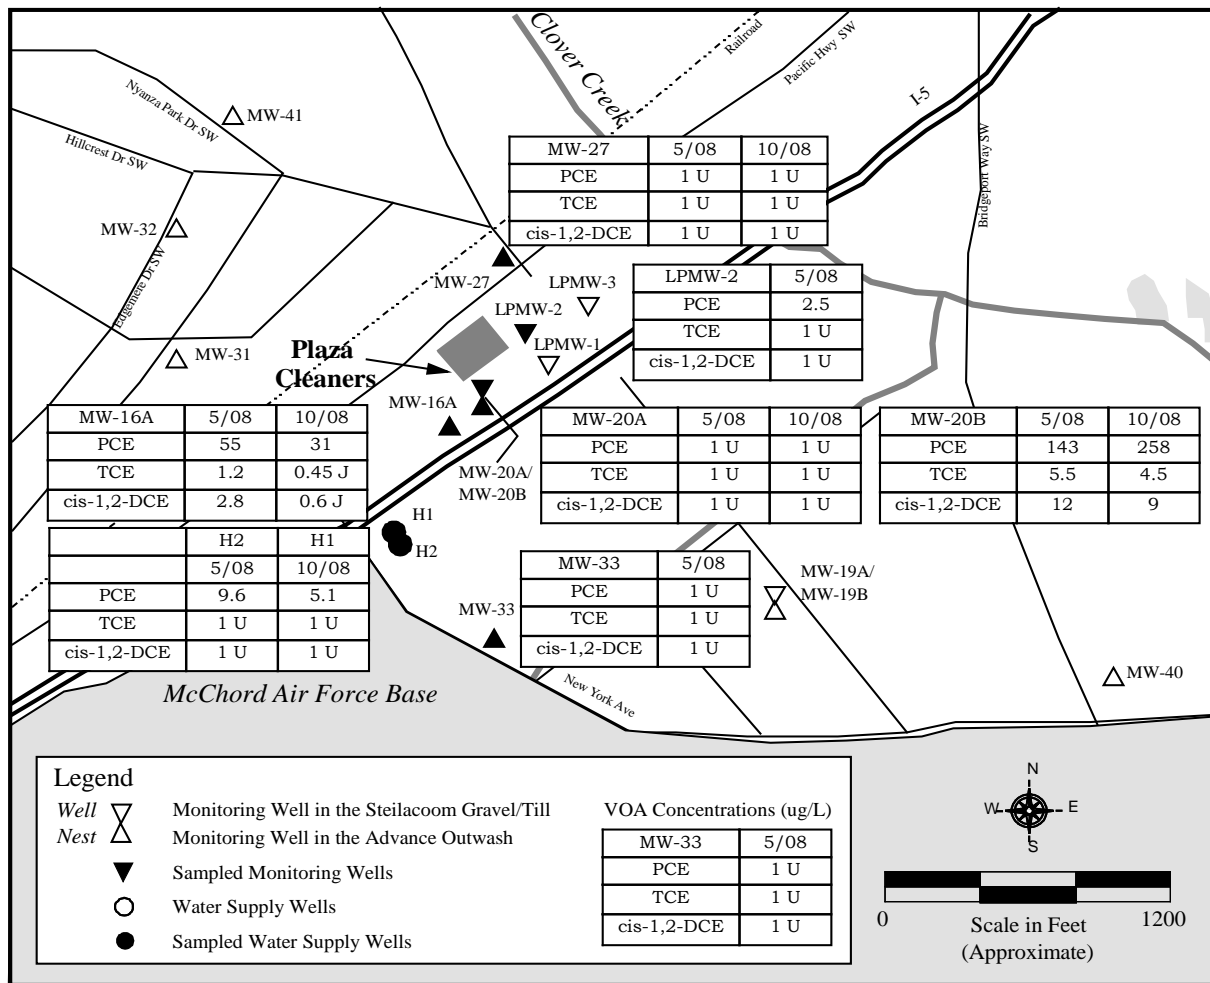 Clover Creek
Railroad
Pacific Hwy SW
I-5
Bridgeport Way SW
Nyanza Park Dr SW
Hillcrest Dr SW
Edgemere Dr SW
MW-41
MW-32
MW-31
MW-27 5/08 10/08
PCE 1 U 1 U
TCE 1 U 1 U
cis-1,2-DCE 1 U 1 U
MW-27
LPMW-3
LPMW-2
LPMW-1
LPMW-2 5/08
PCE 2.5
TCE 1 U
cis-1,2-DCE 1 U
Plaza
Cleaners
MW-16A
MW-20A/
MW-20B
MW-16A 5/08 10/08
PCE 55 31
TCE 1.2 0.45 J
cis-1,2-DCE 2.8 0.6 J
MW-20A 5/08 10/08
PCE 1 U 1 U
TCE 1 U 1 U
cis-1,2-DCE 1 U 1 U
MW-20B 5/08 10/08
PCE 143 258
TCE 5.5 4.5
cis-1,2-DCE 12 9
H1
H2
H2 H1
5/08 10/08
PCE 9.6 5.1
TCE 1 U 1 U
cis-1,2-DCE 1 U 1 U
MW-33
MW-33 5/08
PCE 1 U
TCE 1 U
cis-1,2-DCE 1 U
MW-19A/
MW-19B
MW-40
New York Ave
McChord Air Force Base
Legend
Well
Nest
Monitoring Well in the Steilacoom Gravel/Till
Monitoring Well in the Advance Outwash
Sampled Monitoring Wells
Water Supply Wells
Sampled Water Supply Wells
VOA Concentrations (ug/L)
MW-33 5/08
PCE 1 U
TCE 1 U
cis-1,2-DCE 1 U
N
W E
S
0 1200
Scale in Feet
(Approximate)